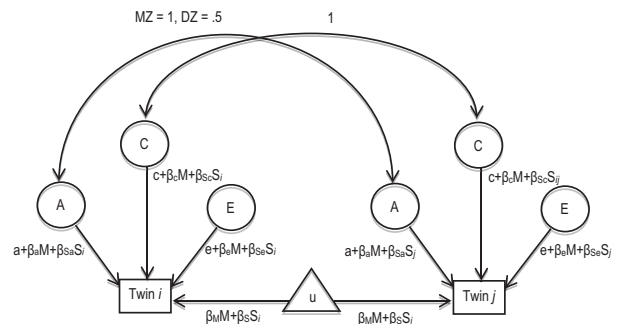 MZ = 1, DZ = .5
1
C
C
c+βcM+βScSi
c+βcM+βScSij
A
E
A
E
a+βaM+βSaSi
e+βeM+βSeSi
a+βaM+βSaSj
e+βeM+βSeSj
Twin i
u
Twin j
βMM+βSSi
βMM+βSSi